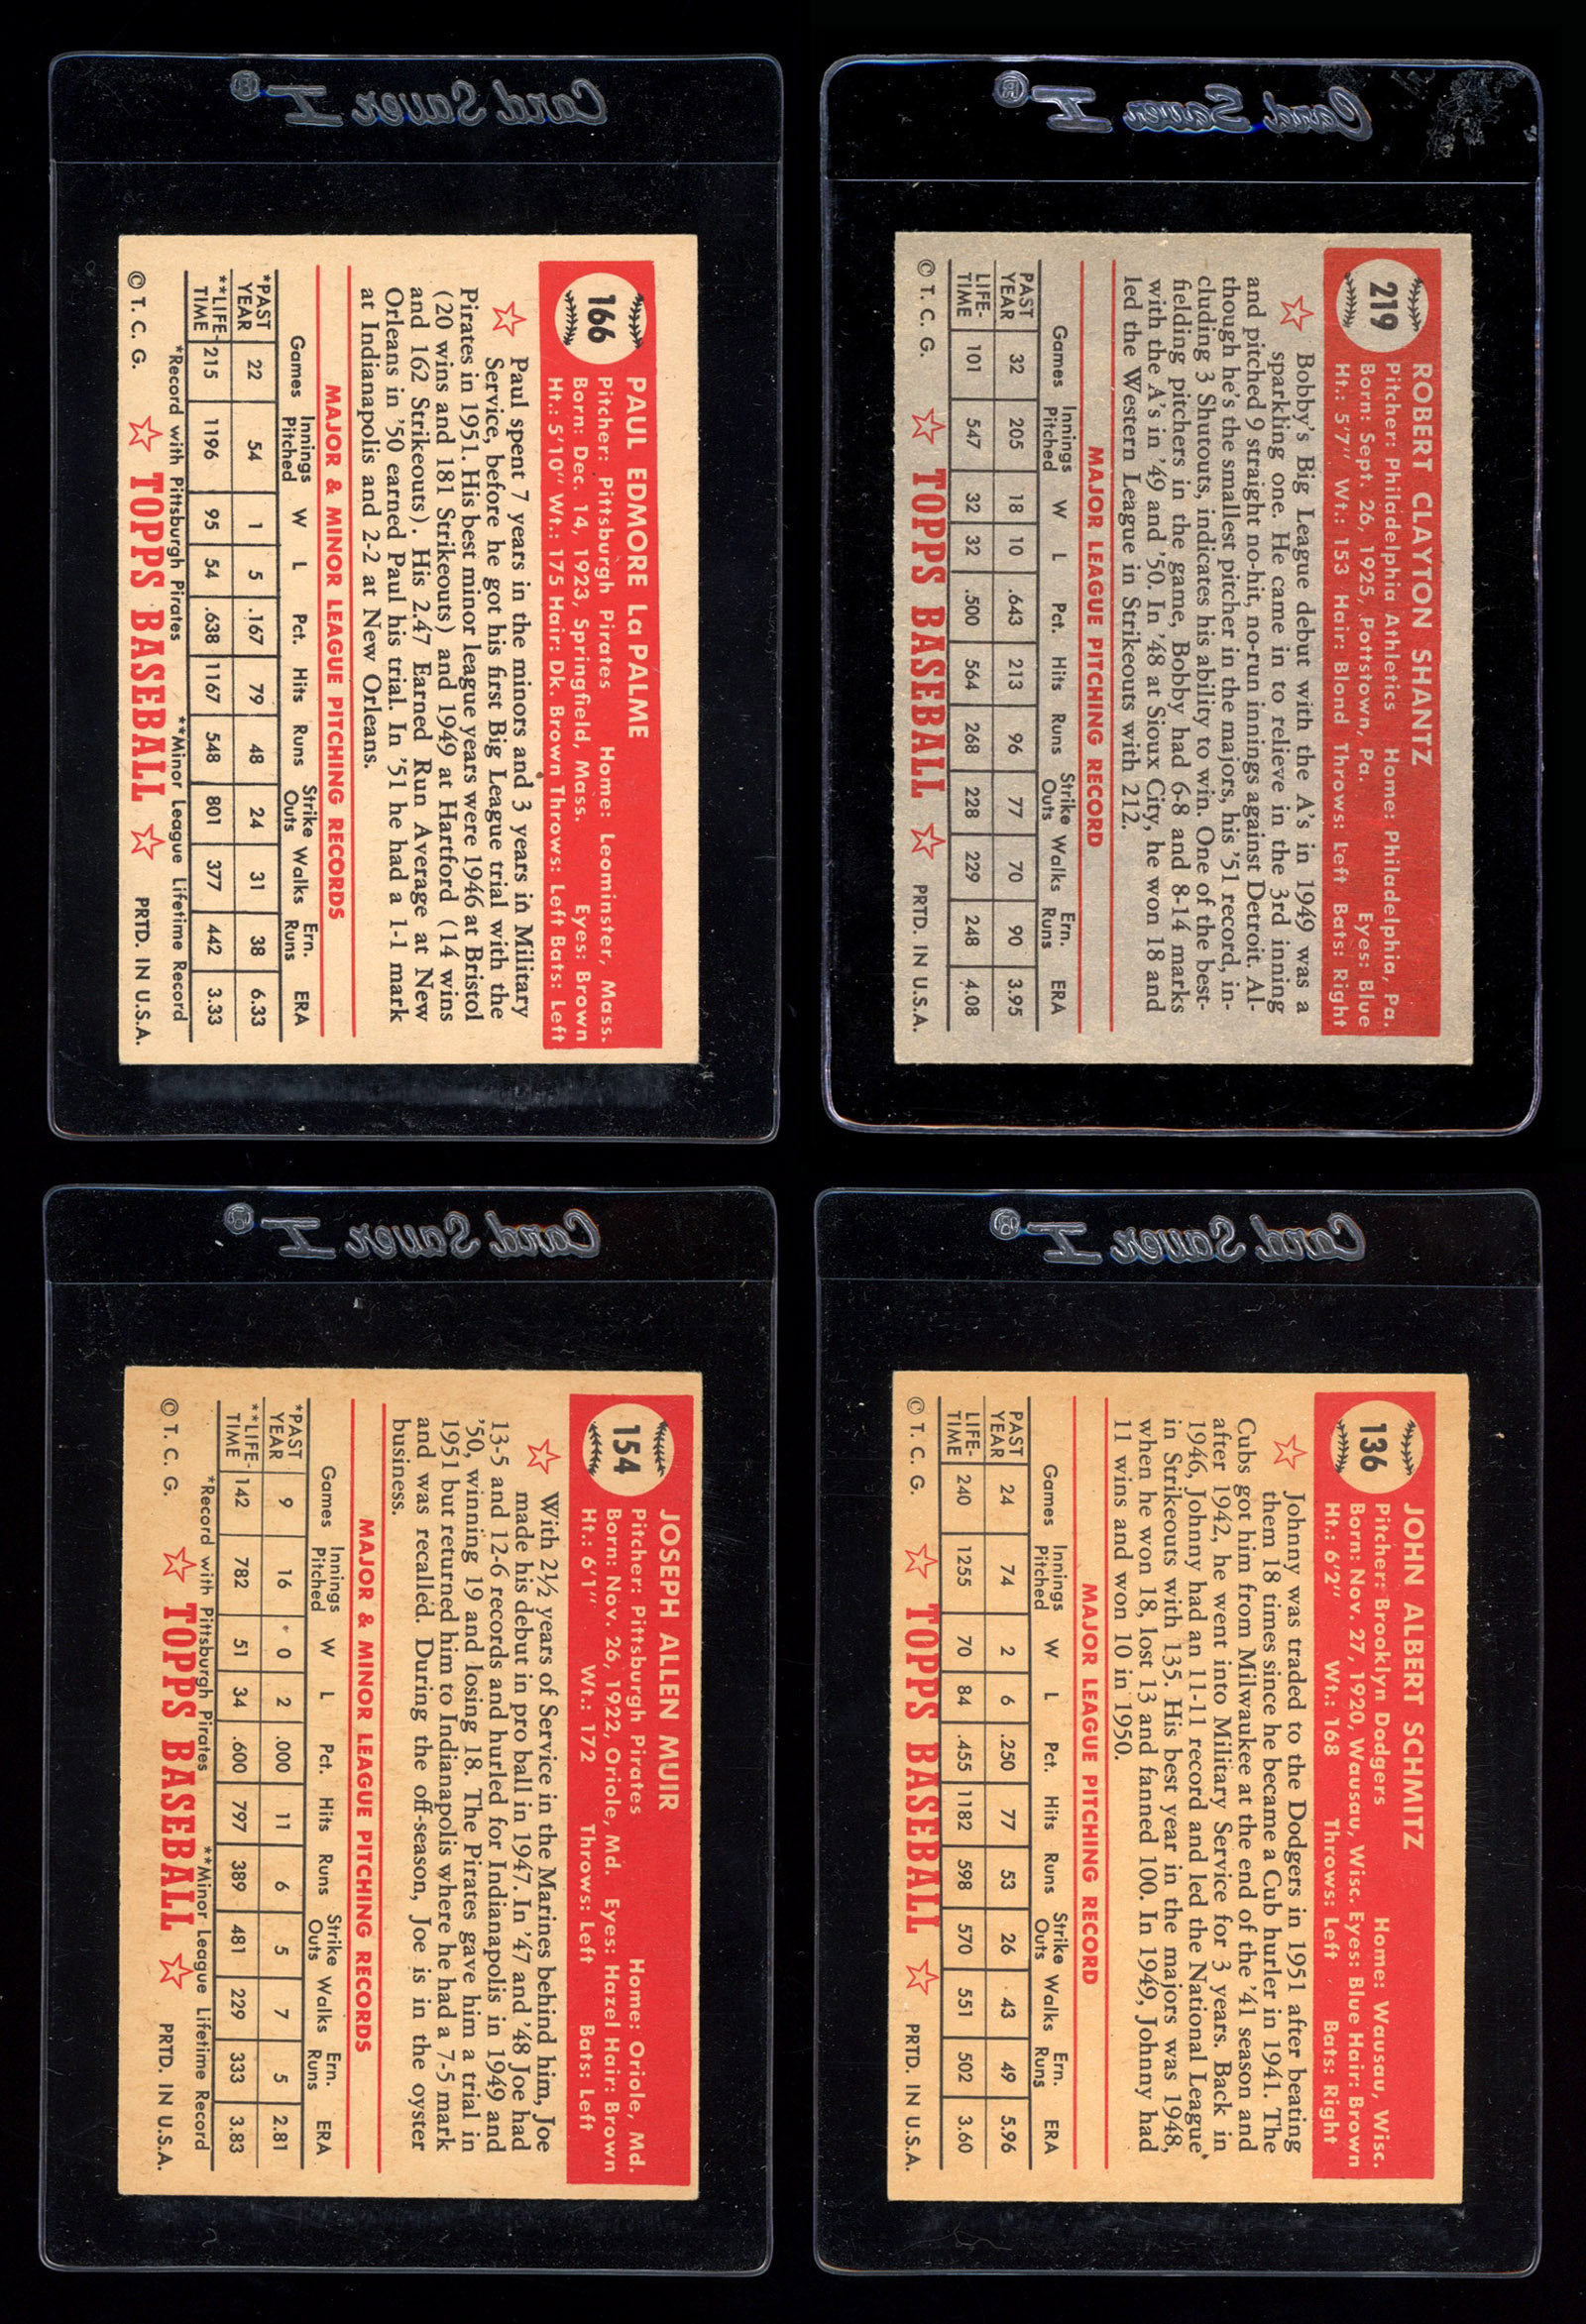 Card Saver I®
166
PAUL EDMORE La PALME
Pitcher: Pittsburgh Pirates Home: Leominster, Mass.
Born: Dec. 14, 1923, Springfield, Mass. Eyes: Brown
Ht.: 5'10" Wt.: 175 Hair: Dk. Brown Throws: Left Bats: Left
Paul spent 7 years in the minors and 3 years in Military
Service, before he got his first Big League trial with the
Pirates in 1951. His best minor league years were 1946 at Bristol
(20 wins and 181 Strikeouts) and 1949 at Hartford (14 wins
and 162 Strikeouts). His 2.47 Earned Run Average at New
Orleans in '50 earned Paul his trial. In '51 he had a 1-1 mark
at Indianapolis and 2-2 at New Orleans.
MAJOR & MINOR LEAGUE PITCHING RECORDS
Games Innings Pitched W L Pct. Hits Runs Strike Outs Walks Ern. Runs ERA
*PAST YEAR 22 54 1 5 .167 79 48 24 31 38 6.33
**LIFE-TIME 215 1196 95 54 .638 1167 548 801 377 442 3.33
*Record with Pittsburgh Pirates **Minor League Lifetime Record
© T. C. G. TOPPS BASEBALL PRTD. IN U.S.A.
Card Saver I®
219
ROBERT CLAYTON SHANTZ
Pitcher: Philadelphia Athletics Home: Philadelphia, Pa.
Born: Sept. 26, 1925, Pottstown, Pa. Eyes: Blue
Ht.: 5'7" Wt.: 153 Hair: Blond Throws: Left Bats: Right
Bobby's Big League debut with the A's in 1949 was a
sparkling one. He came in to relieve in the 3rd inning
and pitched 9 straight no-hit, no-run innings against Detroit. Al-
though he's the smallest pitcher in the majors, his '51 record, in-
cluding 3 Shutouts, indicates his ability to win. One of the best-
fielding pitchers in the game, Bobby had 6-8 and 8-14 marks
with the A's in '49 and '50. In '48 at Sioux City, he won 18 and
led the Western League in Strikeouts with 212.
MAJOR LEAGUE PITCHING RECORD
Games Innings Pitched W L Pct. Hits Runs Strike Outs Walks Ern. Runs ERA
PAST YEAR 32 205 18 10 .643 213 96 77 70 90 3.95
LIFE-TIME 101 547 32 32 .500 564 268 228 229 248 4.08
© T. C. G. TOPPS BASEBALL PRTD. IN U.S.A.
Card Saver I®
154
JOSEPH ALLEN MUIR
Pitcher: Pittsburgh Pirates Home: Oriole, Md.
Born: Nov. 26, 1922, Oriole, Md. Eyes: Hazel Hair: Brown
Ht.: 6'1" Wt.: 172 Throws: Left Bats: Left
With 2½ years of Service in the Marines behind him, Joe
made his debut in pro ball in 1947. In '47 and '48 Joe had
13-5 and 12-6 records and hurled for Indianapolis in 1949 and
'50, winning 19 and losing 18. The Pirates gave him a trial in
1951 but returned him to Indianapolis where he had a 7-5 mark
and was recalled. During the off-season, Joe is in the oyster
business.
MAJOR & MINOR LEAGUE PITCHING RECORDS
Games Innings Pitched W L Pct. Hits Runs Strike Outs Walks Ern. Runs ERA
*PAST YEAR 9 16 0 2 .000 11 6 5 7 5 2.81
**LIFE-TIME 142 782 51 34 .600 797 389 481 229 333 3.83
*Record with Pittsburgh Pirates **Minor League Lifetime Record
© T. C. G. TOPPS BASEBALL PRTD. IN U.S.A.
Card Saver I®
136
JOHN ALBERT SCHMITZ
Pitcher: Brooklyn Dodgers Home: Wausau, Wisc.
Born: Nov. 27, 1920, Wausau, Wisc. Eyes: Blue Hair: Brown
Ht.: 6'2" Wt.: 168 Throws: Left Bats: Right
Johnny was traded to the Dodgers in 1951 after beating
them 18 times since he became a Cub hurler in 1941. The
Cubs got him from Milwaukee at the end of the '41 season and
after 1942, he went into Military Service for 3 years. Back in
1946, Johnny had an 11-11 record and led the National League
in Strikeouts with 135. His best year in the majors was 1948,
when he won 18, lost 13 and fanned 100. In 1949, Johnny had
11 wins and won 10 in 1950.
MAJOR LEAGUE PITCHING RECORD
Games Innings Pitched W L Pct. Hits Runs Strike Outs Walks Ern. Runs ERA
PAST YEAR 24 74 2 6 .250 77 53 26 43 49 5.96
LIFE-TIME 240 1255 70 84 .455 1182 598 570 551 502 3.60
© T. C. G. TOPPS BASEBALL PRTD. IN U.S.A.